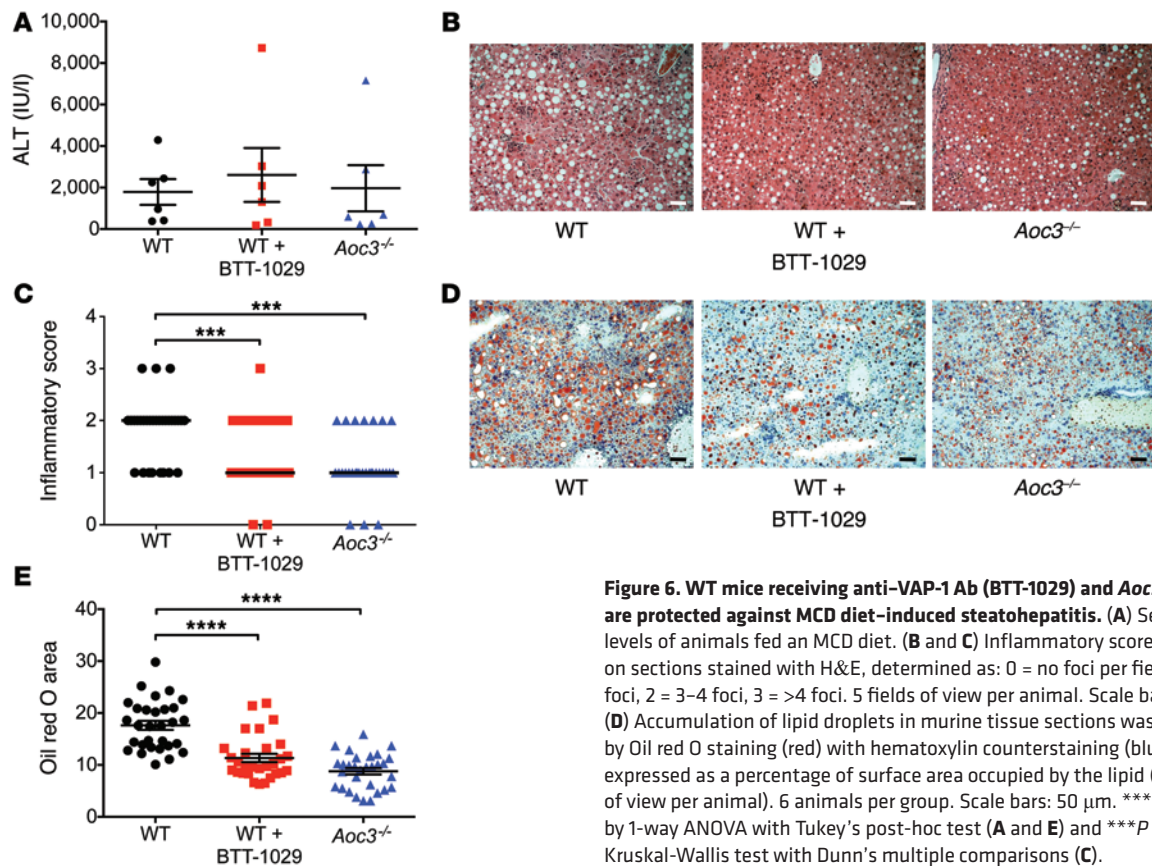 A
10,000
8,000
6,000
4,000
2,000
0
ALT (IU/l)
WT
WT +
BTT-1029
Aoc3-/-
B
WT
WT +
BTT-1029
Aoc3-/-
C
4
3
2
1
0
Inflammatory score
***
***
WT
WT +
BTT-1029
Aoc3-/-
D
WT
WT +
BTT-1029
Aoc3-/-
E
40
30
20
10
0
Oil red O area
****
****
WT
WT +
BTT-1029
Aoc3-/-
Figure 6. WT mice receiving anti–VAP-1 Ab (BTT-1029) and Aoc3
are protected against MCD diet–induced steatohepatitis. (A) Se
levels of animals fed an MCD diet. (B and C) Inflammatory score
on sections stained with H&E, determined as: 0 = no foci per fie
foci, 2 = 3–4 foci, 3 = >4 foci. 5 fields of view per animal. Scale ba
(D) Accumulation of lipid droplets in murine tissue sections was
by Oil red O staining (red) with hematoxylin counterstaining (blu
expressed as a percentage of surface area occupied by the lipid (
of view per animal). 6 animals per group. Scale bars: 50 μm. ***
by 1-way ANOVA with Tukey's post-hoc test (A and E) and ***P
Kruskal-Wallis test with Dunn's multiple comparisons (C).